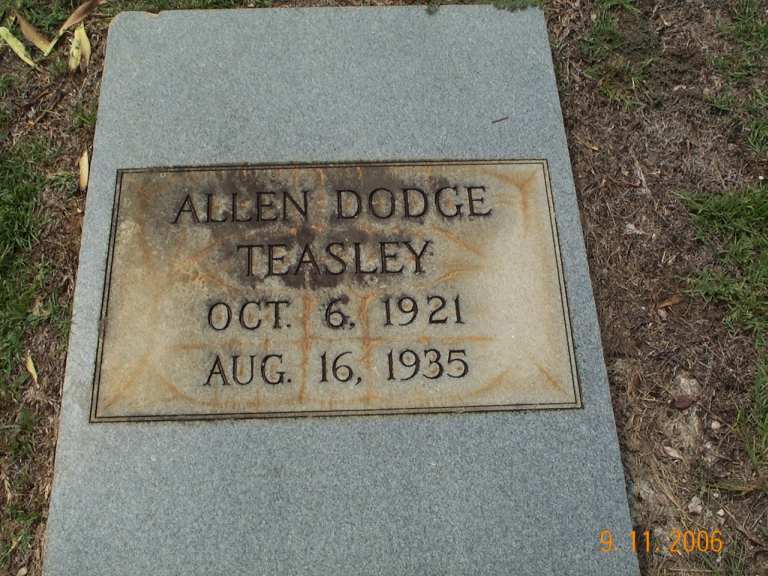 ALLEN DODGE
TEASLEY
OCT. 6, 1921
AUG. 16, 1935
9. 11. 2006